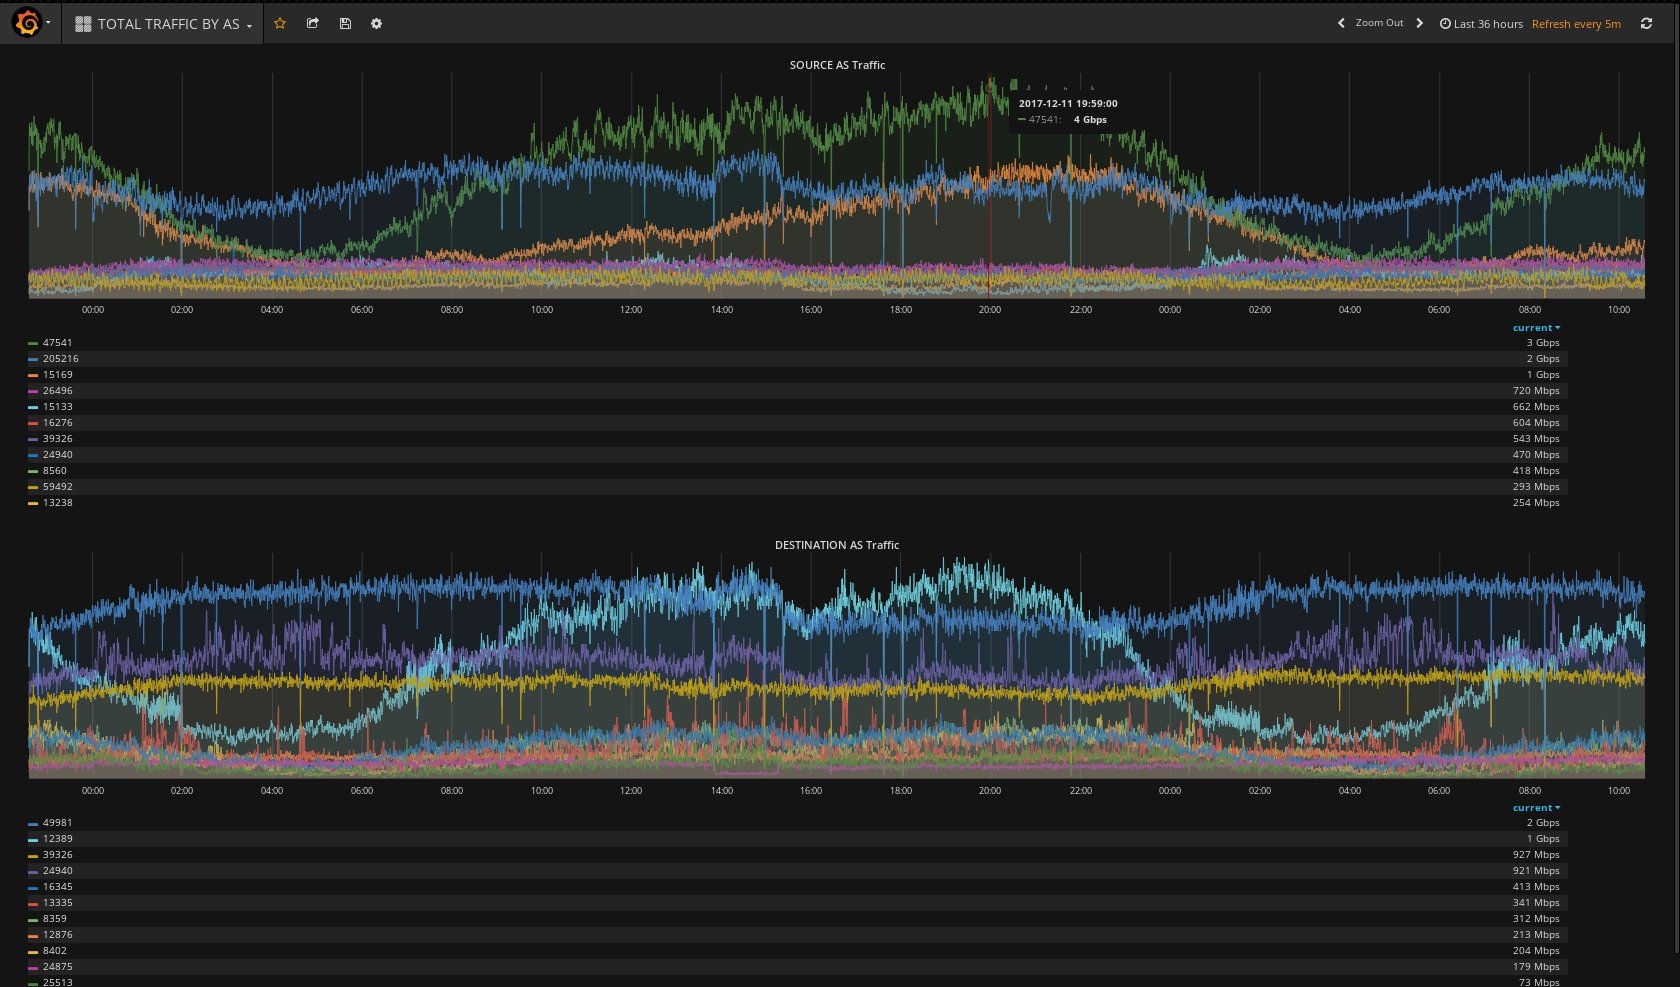 TOTAL TRAFFIC BY AS
Zoom Out Last 36 hours Refresh every 5m
SOURCE AS Traffic
2017-12-11 19:59:00
47541: 4 Gbps
00:00 02:00 04:00 06:00 08:00 10:00 12:00 14:00 16:00 18:00 20:00 22:00 00:00 02:00 04:00 06:00 08:00 10:00
current
47541 3 Gbps
205216 2 Gbps
15169 1 Gbps
26496 720 Mbps
15133 662 Mbps
16276 604 Mbps
39326 543 Mbps
24940 470 Mbps
8560 418 Mbps
59492 293 Mbps
13238 254 Mbps
DESTINATION AS Traffic
00:00 02:00 04:00 06:00 08:00 10:00 12:00 14:00 16:00 18:00 20:00 22:00 00:00 02:00 04:00 06:00 08:00 10:00
current
49981 2 Gbps
12389 1 Gbps
39326 927 Mbps
24940 921 Mbps
16345 413 Mbps
13335 341 Mbps
8359 312 Mbps
12876 213 Mbps
8402 204 Mbps
24875 179 Mbps
25513 73 Mbps